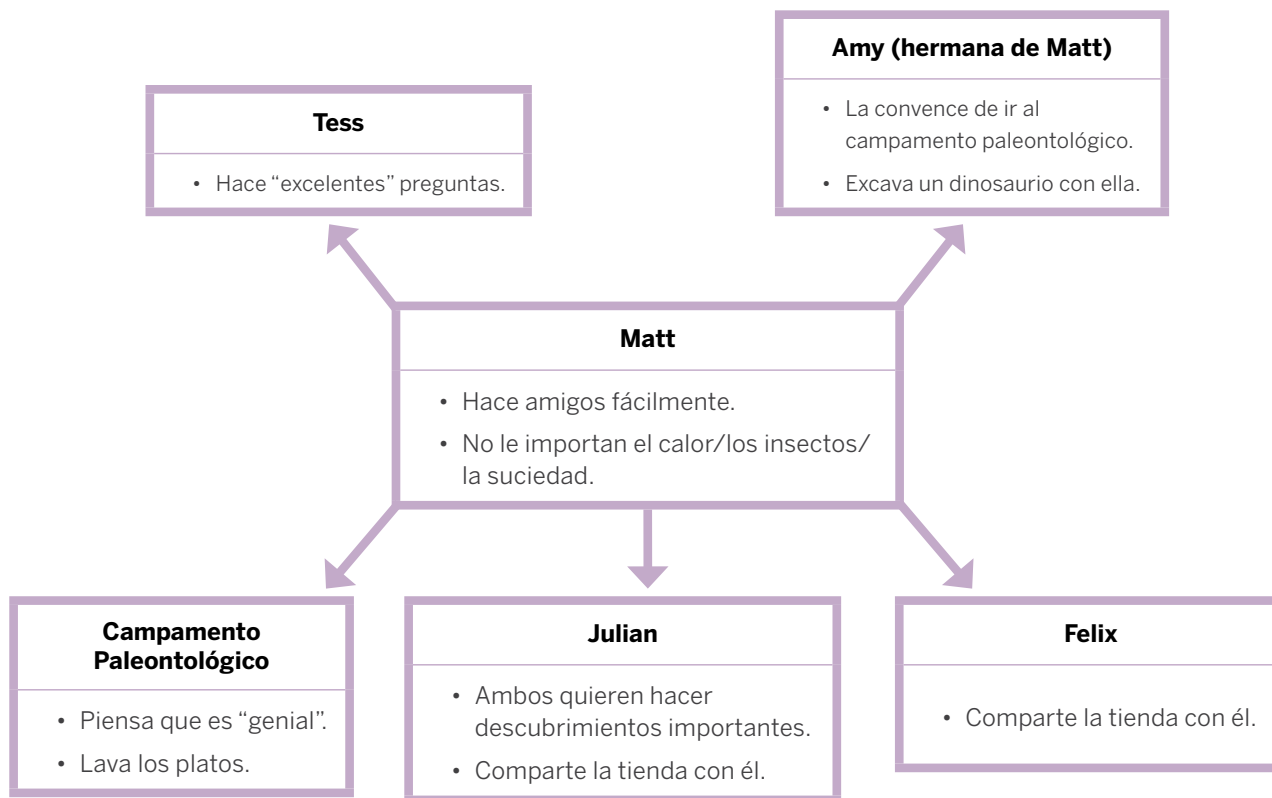 Amy (hermana de Matt)
• La convence de ir al
campamento paleontológico.
• Excava un dinosaurio con ella.
Tess
• Hace “excelentes” preguntas.
Matt
• Hace amigos fácilmente.
• No le importan el calor/los insectos/
la suciedad.
Campamento
Paleontológico
• Piensa que es “genial”.
• Lava los platos.
Julian
• Ambos quieren hacer
descubrimientos importantes.
• Comparte la tienda con él.
Felix
• Comparte la tienda con él.